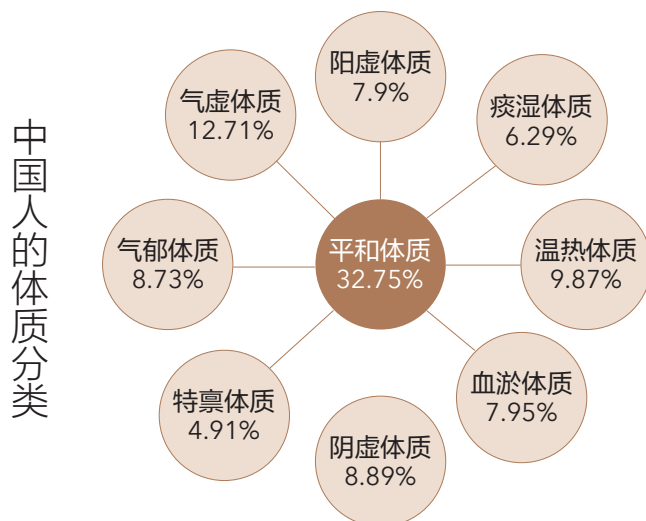 中国人的体质分类
阳虚体质
7.9%
气虚体质
12.71%
痰湿体质
6.29%
气郁体质
8.73%
平和体质
32.75%
温热体质
9.87%
特禀体质
4.91%
血淤体质
7.95%
阴虚体质
8.89%